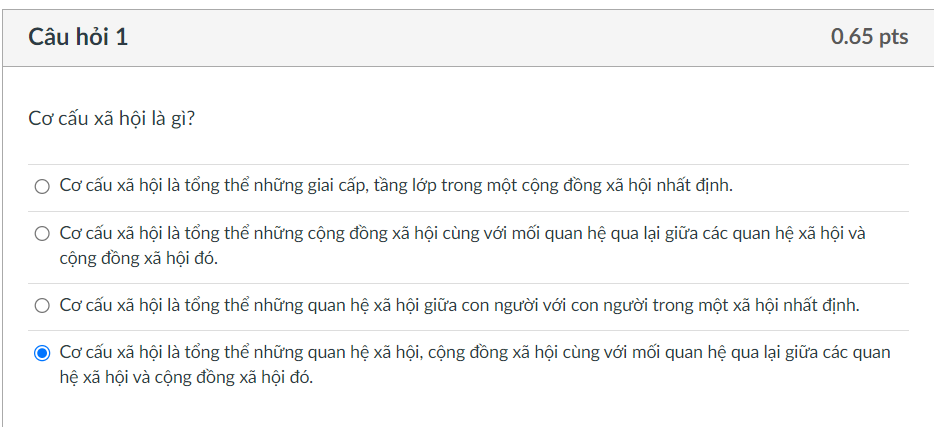 Câu hỏi 1
0.65 pts
Cơ cấu xã hội là gì?
Cơ cấu xã hội là tổng thể những giai cấp, tầng lớp trong một cộng đồng xã hội nhất định.
Cơ cấu xã hội là tổng thể những cộng đồng xã hội cùng với mối quan hệ qua lại giữa các quan hệ xã hội và
cộng đồng xã hội đó.
Cơ cấu xã hội là tổng thể những quan hệ xã hội giữa con người với con người trong một xã hội nhất định.
Cơ cấu xã hội là tổng thể những quan hệ xã hội, cộng đồng xã hội cùng với mối quan hệ qua lại giữa các quan
hệ xã hội và cộng đồng xã hội đó.